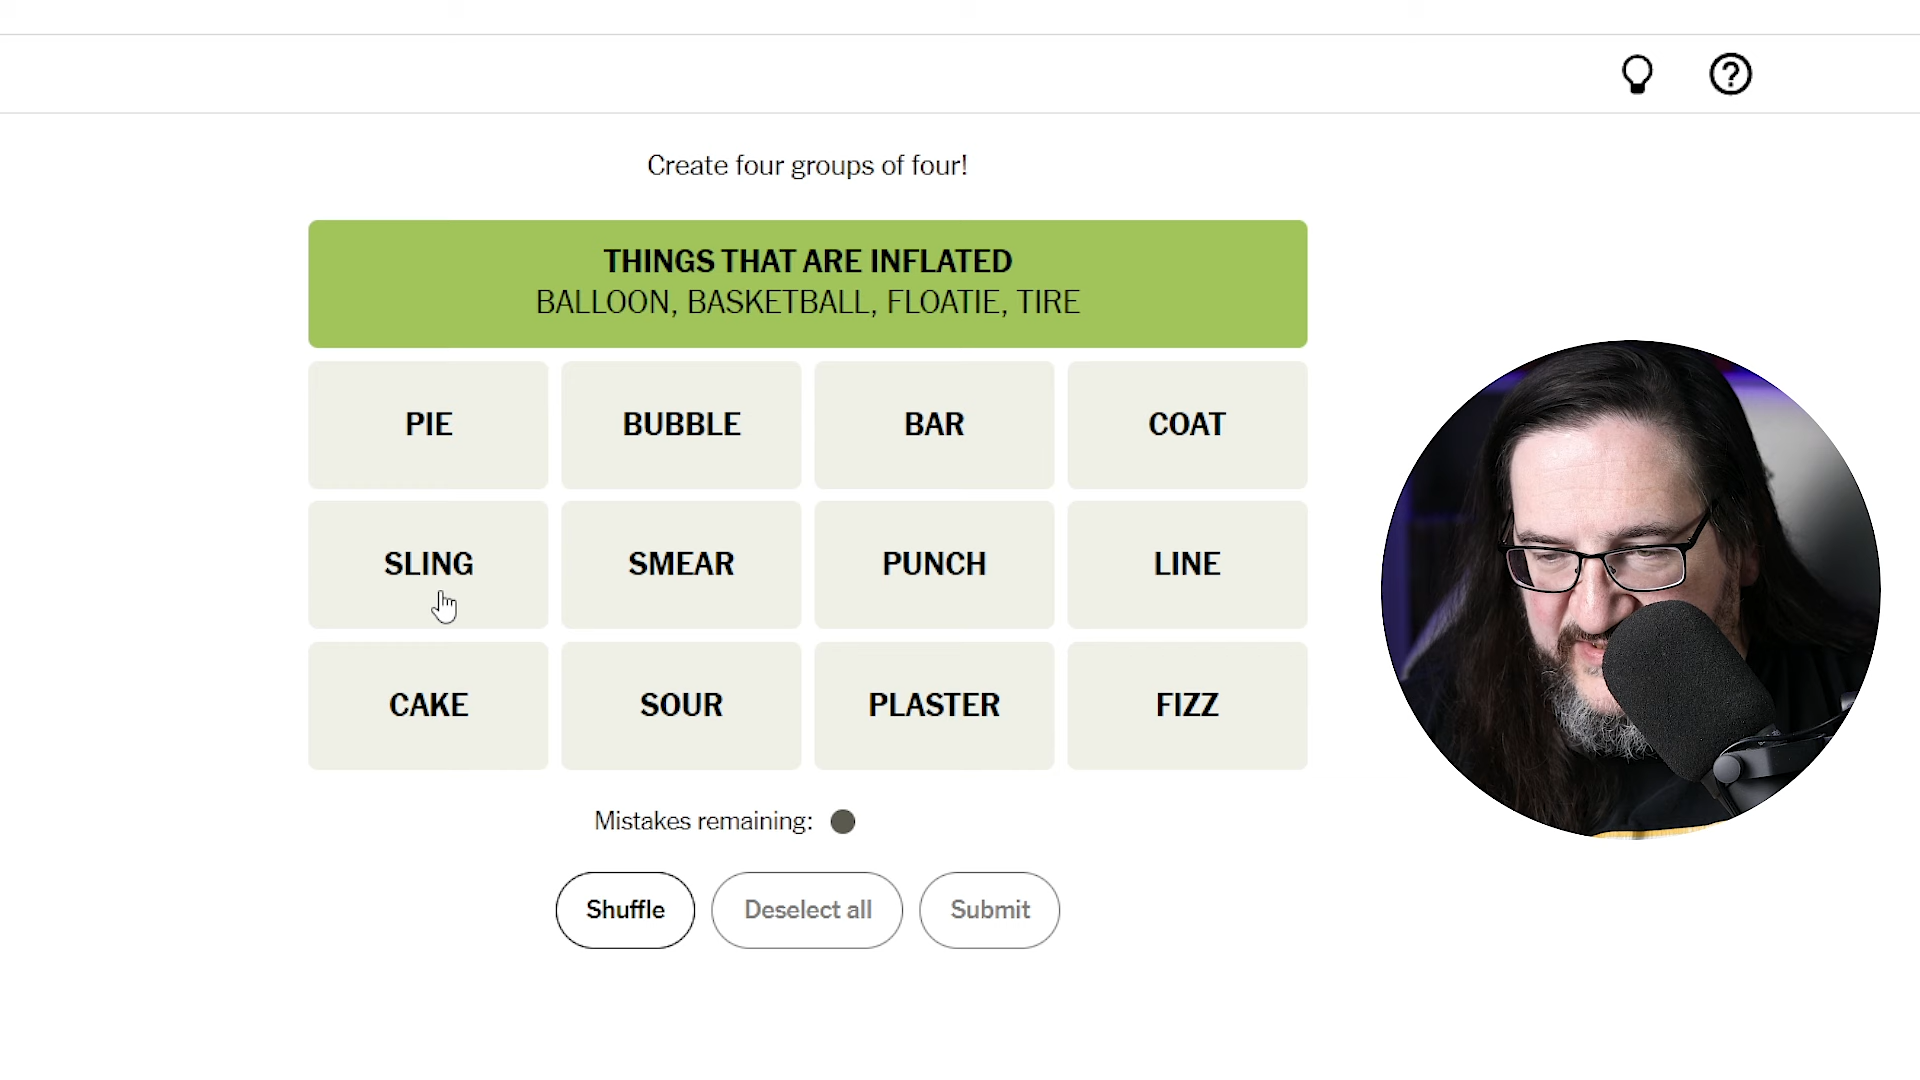 Create four groups of four!
THINGS THAT ARE INFLATED
BALLOON, BASKETBALL, FLOATIE, TIRE
PIE BUBBLE BAR COAT
SLING SMEAR PUNCH LINE
CAKE SOUR PLASTER FIZZ
Mistakes remaining:
Shuffle Deselect all Submit